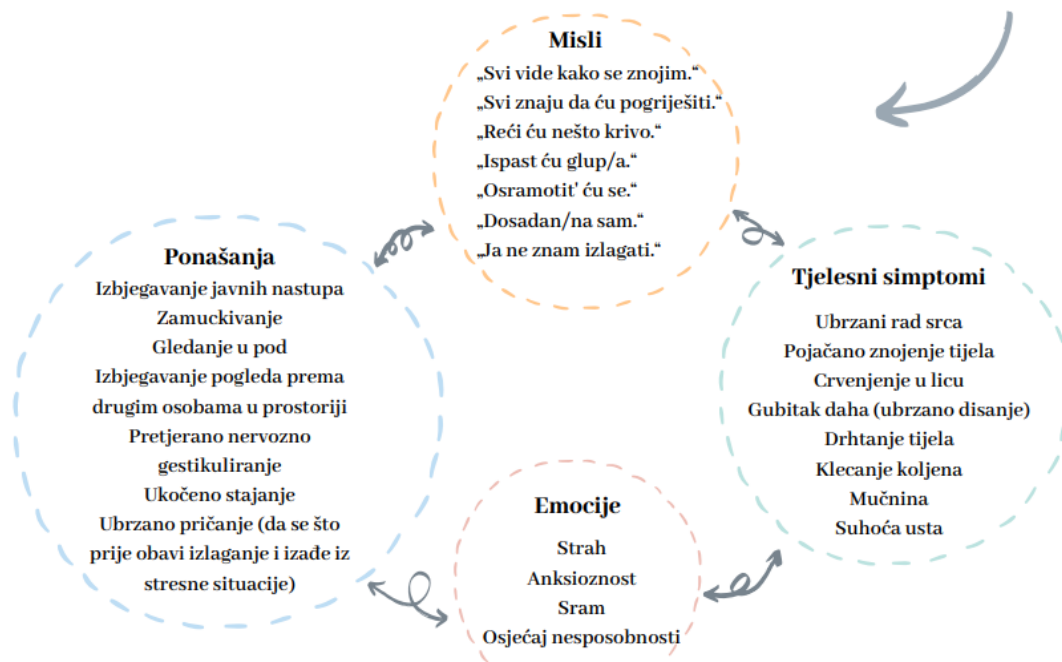 Misli
„Svi vide kako se znojim.“
„Svi znaju da ću pogriješiti.“
„Reći ću nešto krivo.“
„Ispast ću glup/a.“
„Osramotit' ću se.“
„Dosadan/na sam.“
„Ja ne znam izlagati.“
Ponašanja
Izbjegavanje javnih nastupa
Zamuckivanje
Gledanje u pod
Izbjegavanje pogleda prema
drugim osobama u prostoriji
Pretjerano nervozno
gestikuliranje
Ukočeno stajanje
Ubrzano pričanje (da se što
prije obavi izlaganje i izađe iz
stresne situacije)
Tjelesni simptomi
Ubrzani rad srca
Pojačano znojenje tijela
Crvenjenje u licu
Gubitak daha (ubrzano disanje)
Drhtanje tijela
Klecanje koljena
Mučnina
Suhoća usta
Emocije
Strah
Anksioznost
Sram
Osjećaj nesposobnosti